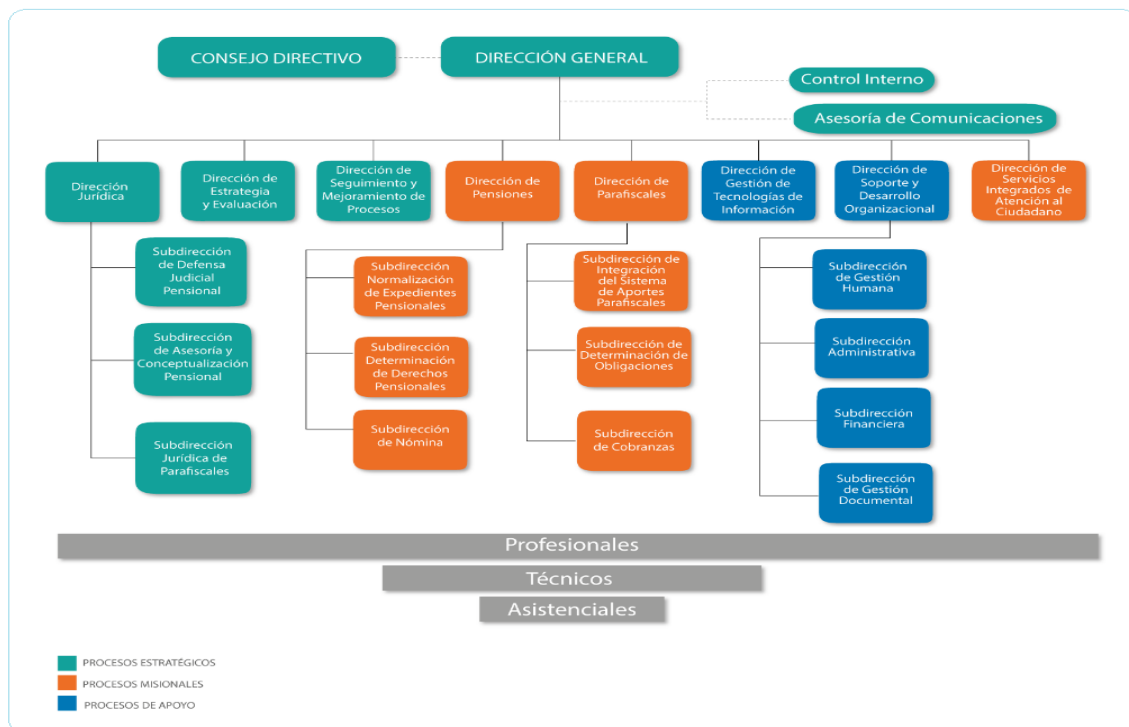 CONSEJO DIRECTIVO
DIRECCIÓN GENERAL
Control Interno
Asesoría de Comunicaciones
Dirección
Jurídica
Dirección de
Estrategia
y Evaluación
Dirección de
Seguimiento y
Mejoramiento de
Procesos
Dirección de
Pensiones
Dirección de
Parafiscales
Dirección de
Gestión de
Tecnologías de
Información
Dirección de
Soporte y
Desarrollo
Organizacional
Dirección de
Servicios
Integrados de
Atención al
Ciudadano
Subdirección
de Defensa
Judicial
Pensional
Subdirección
de Asesoría y
Conceptualización
Pensional
Subdirección
Jurídica de
Parafiscales
Subdirección
Normalización
de Expedientes
Pensionales
Subdirección
Determinación
de Derechos
Pensionales
Subdirección
de Nómina
Subdirección de
Integración
del Sistema
de Aportes
Parafiscales
Subdirección de
Determinación de
Obligaciones
Subdirección
de Cobranzas
Subdirección
de Gestión
Humana
Subdirección
Administrativa
Subdirección
Financiera
Subdirección
de Gestión
Documental
Profesionales
Técnicos
Asistenciales
PROCESOS ESTRATÉGICOS
PROCESOS MISIONALES
PROCESOS DE APOYO